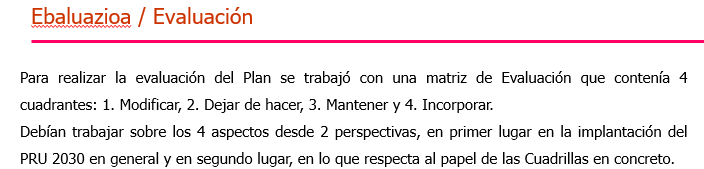 Ebaluazioa / Evaluación
Para realizar la evaluación del Plan se trabajó con una matriz de Evaluación que contenía 4
cuadrantes: 1. Modificar, 2. Dejar de hacer, 3. Mantener y 4. Incorporar.
Debían trabajar sobre los 4 aspectos desde 2 perspectivas, en primer lugar en la implantación del
PRU 2030 en general y en segundo lugar, en lo que respecta al papel de las Cuadrillas en concreto.